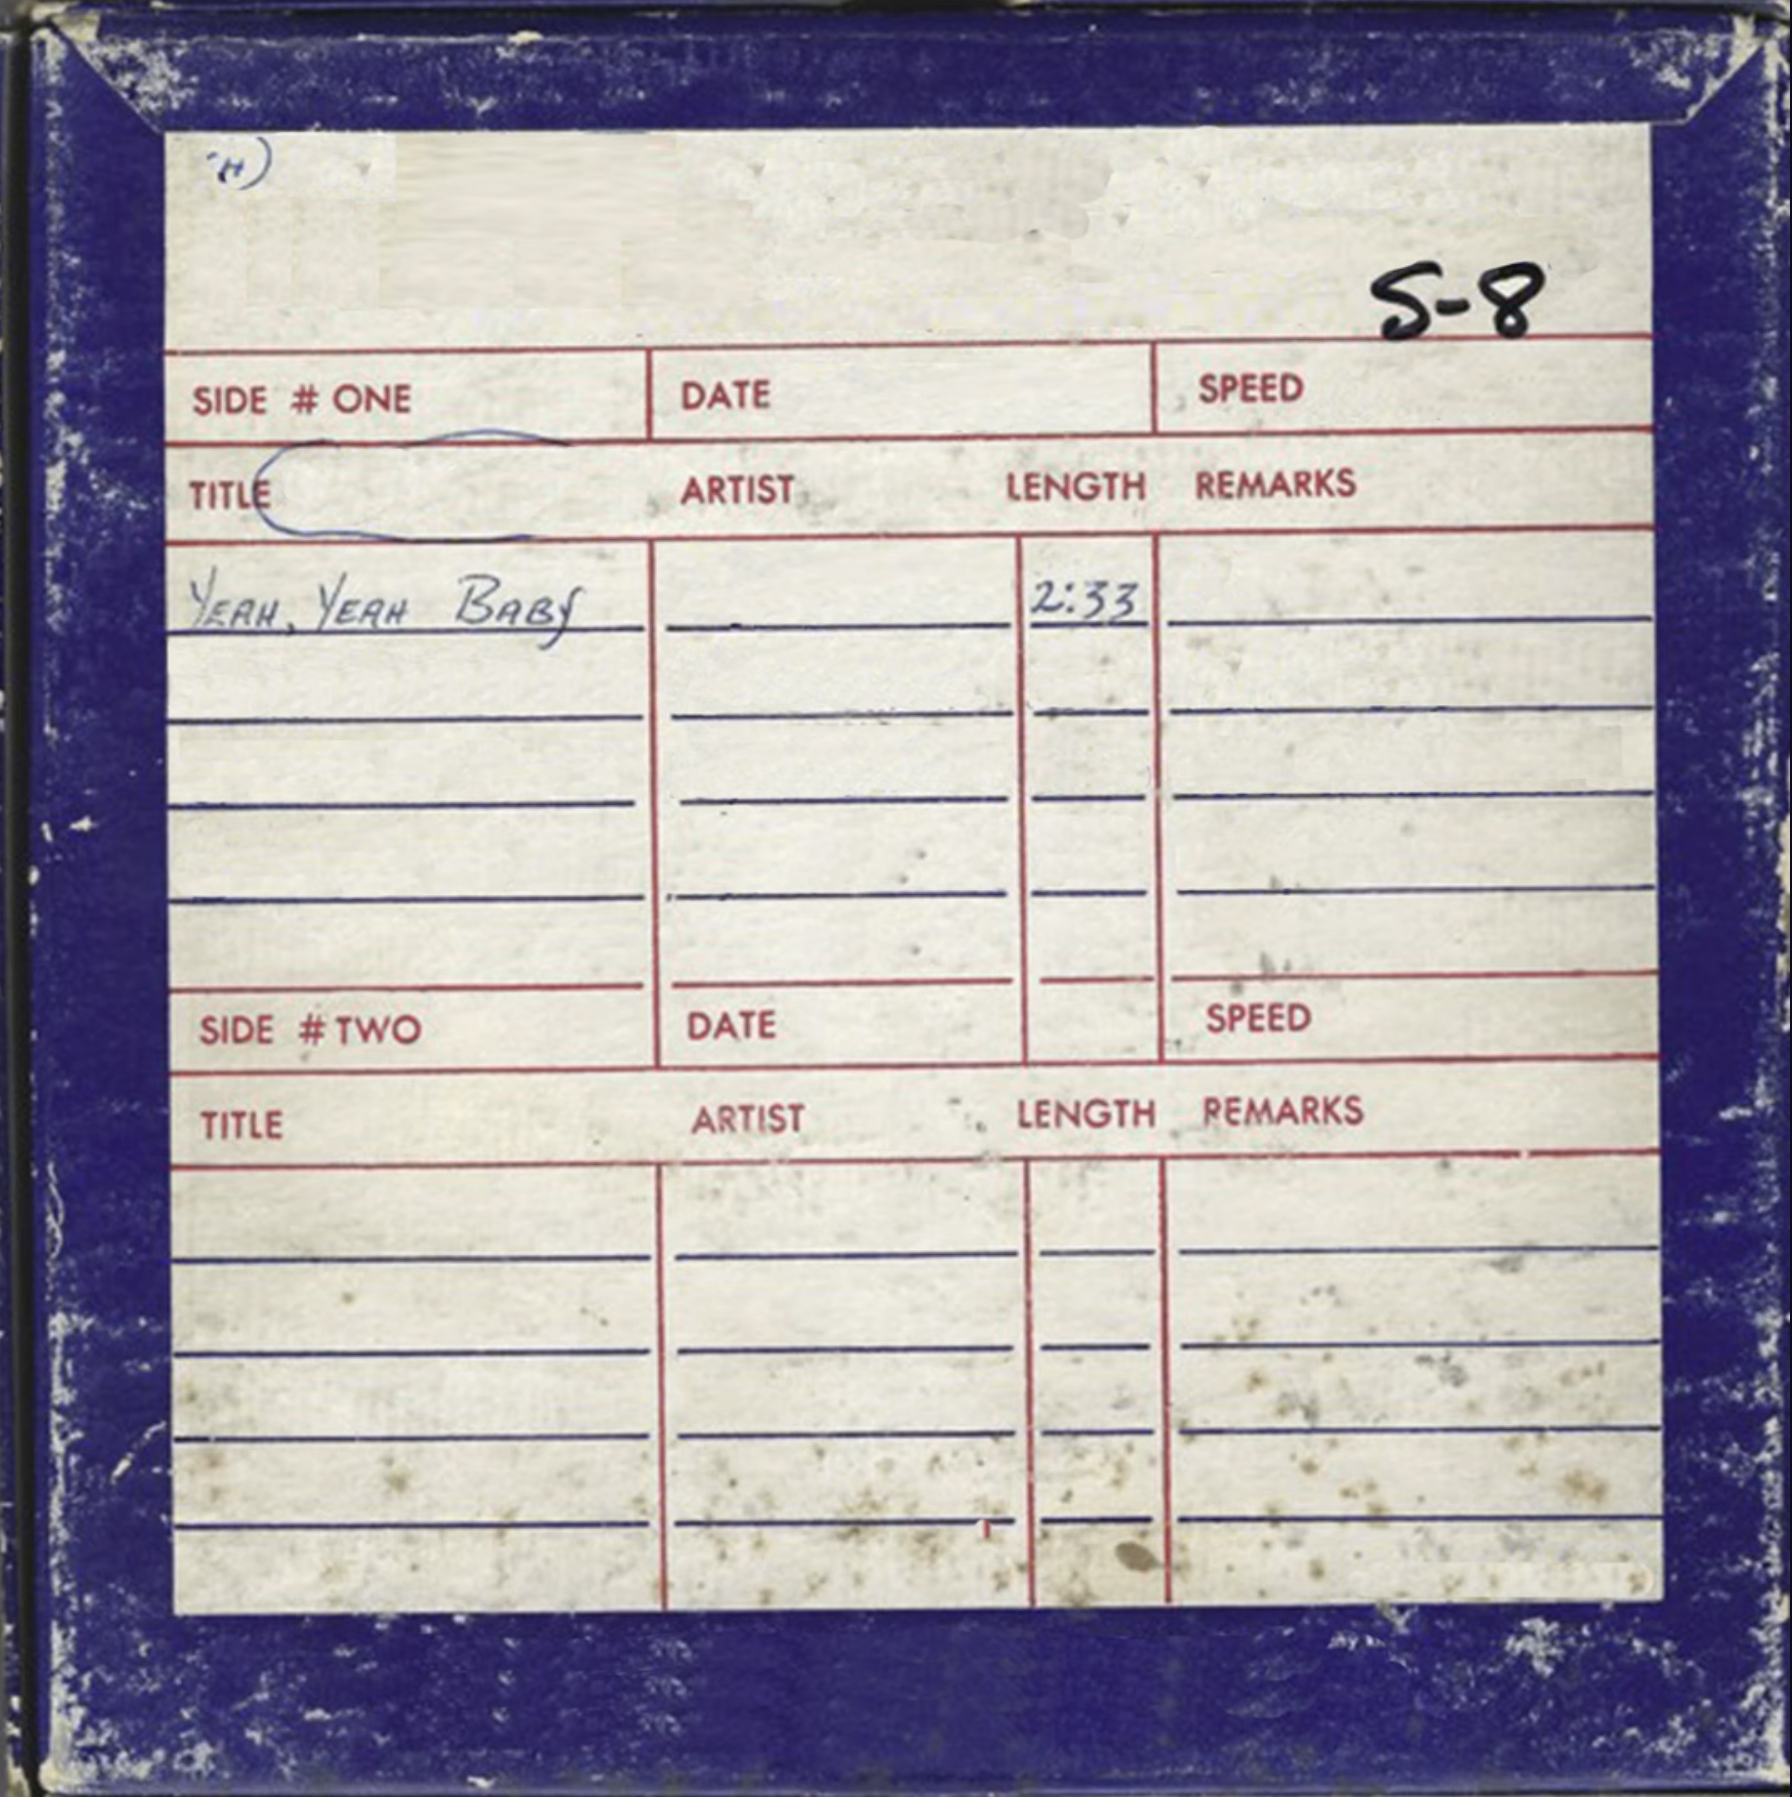 S-8
SIDE # ONE DATE SPEED
TITLE ARTIST LENGTH REMARKS
YEAH, YEAH BABY 2:33
SIDE # TWO DATE SPEED
TITLE ARTIST LENGTH REMARKS